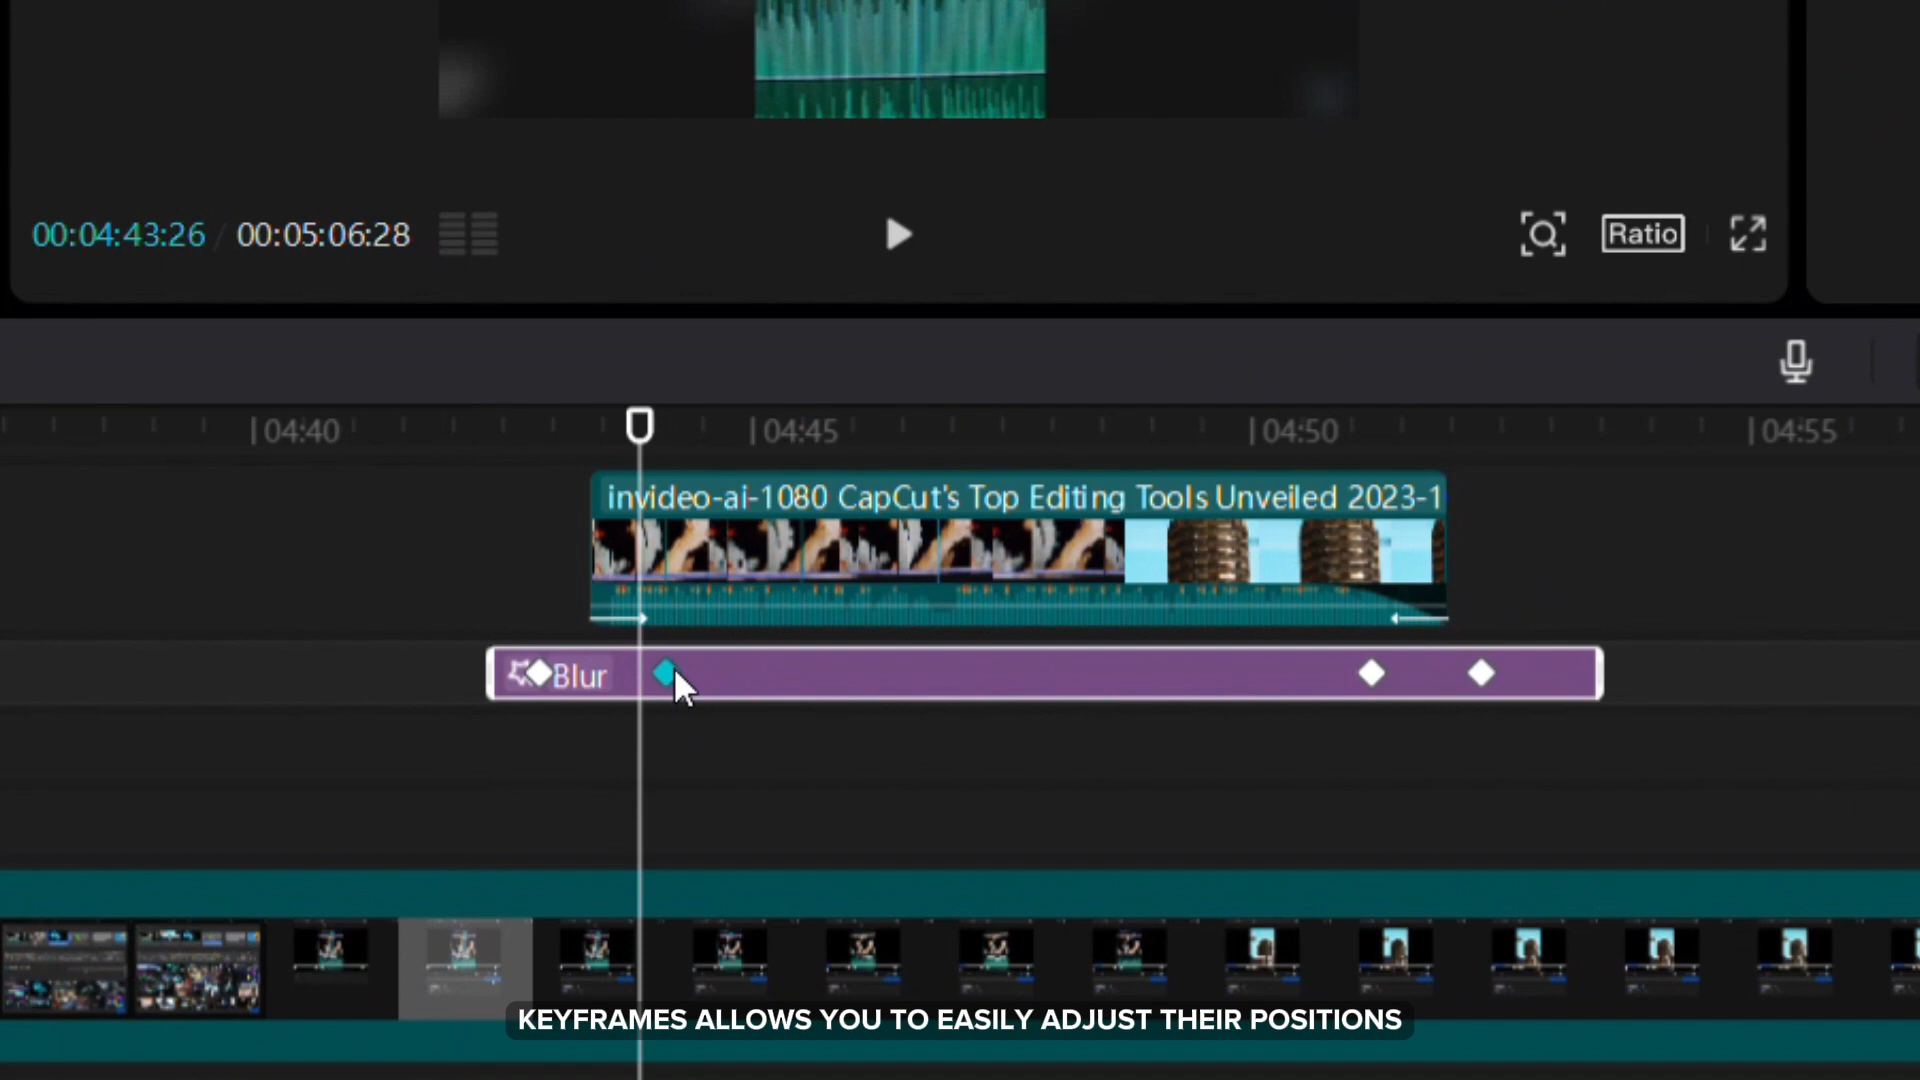 00:04:43:26 / 00:05:06:28
Ratio
04:40
04:45
04:50
04:55
invideo-ai-1080 CapCut's Top Editing Tools Unveiled 2023-1
Blur
KEYFRAMES ALLOWS YOU TO EASILY ADJUST THEIR POSITIONS